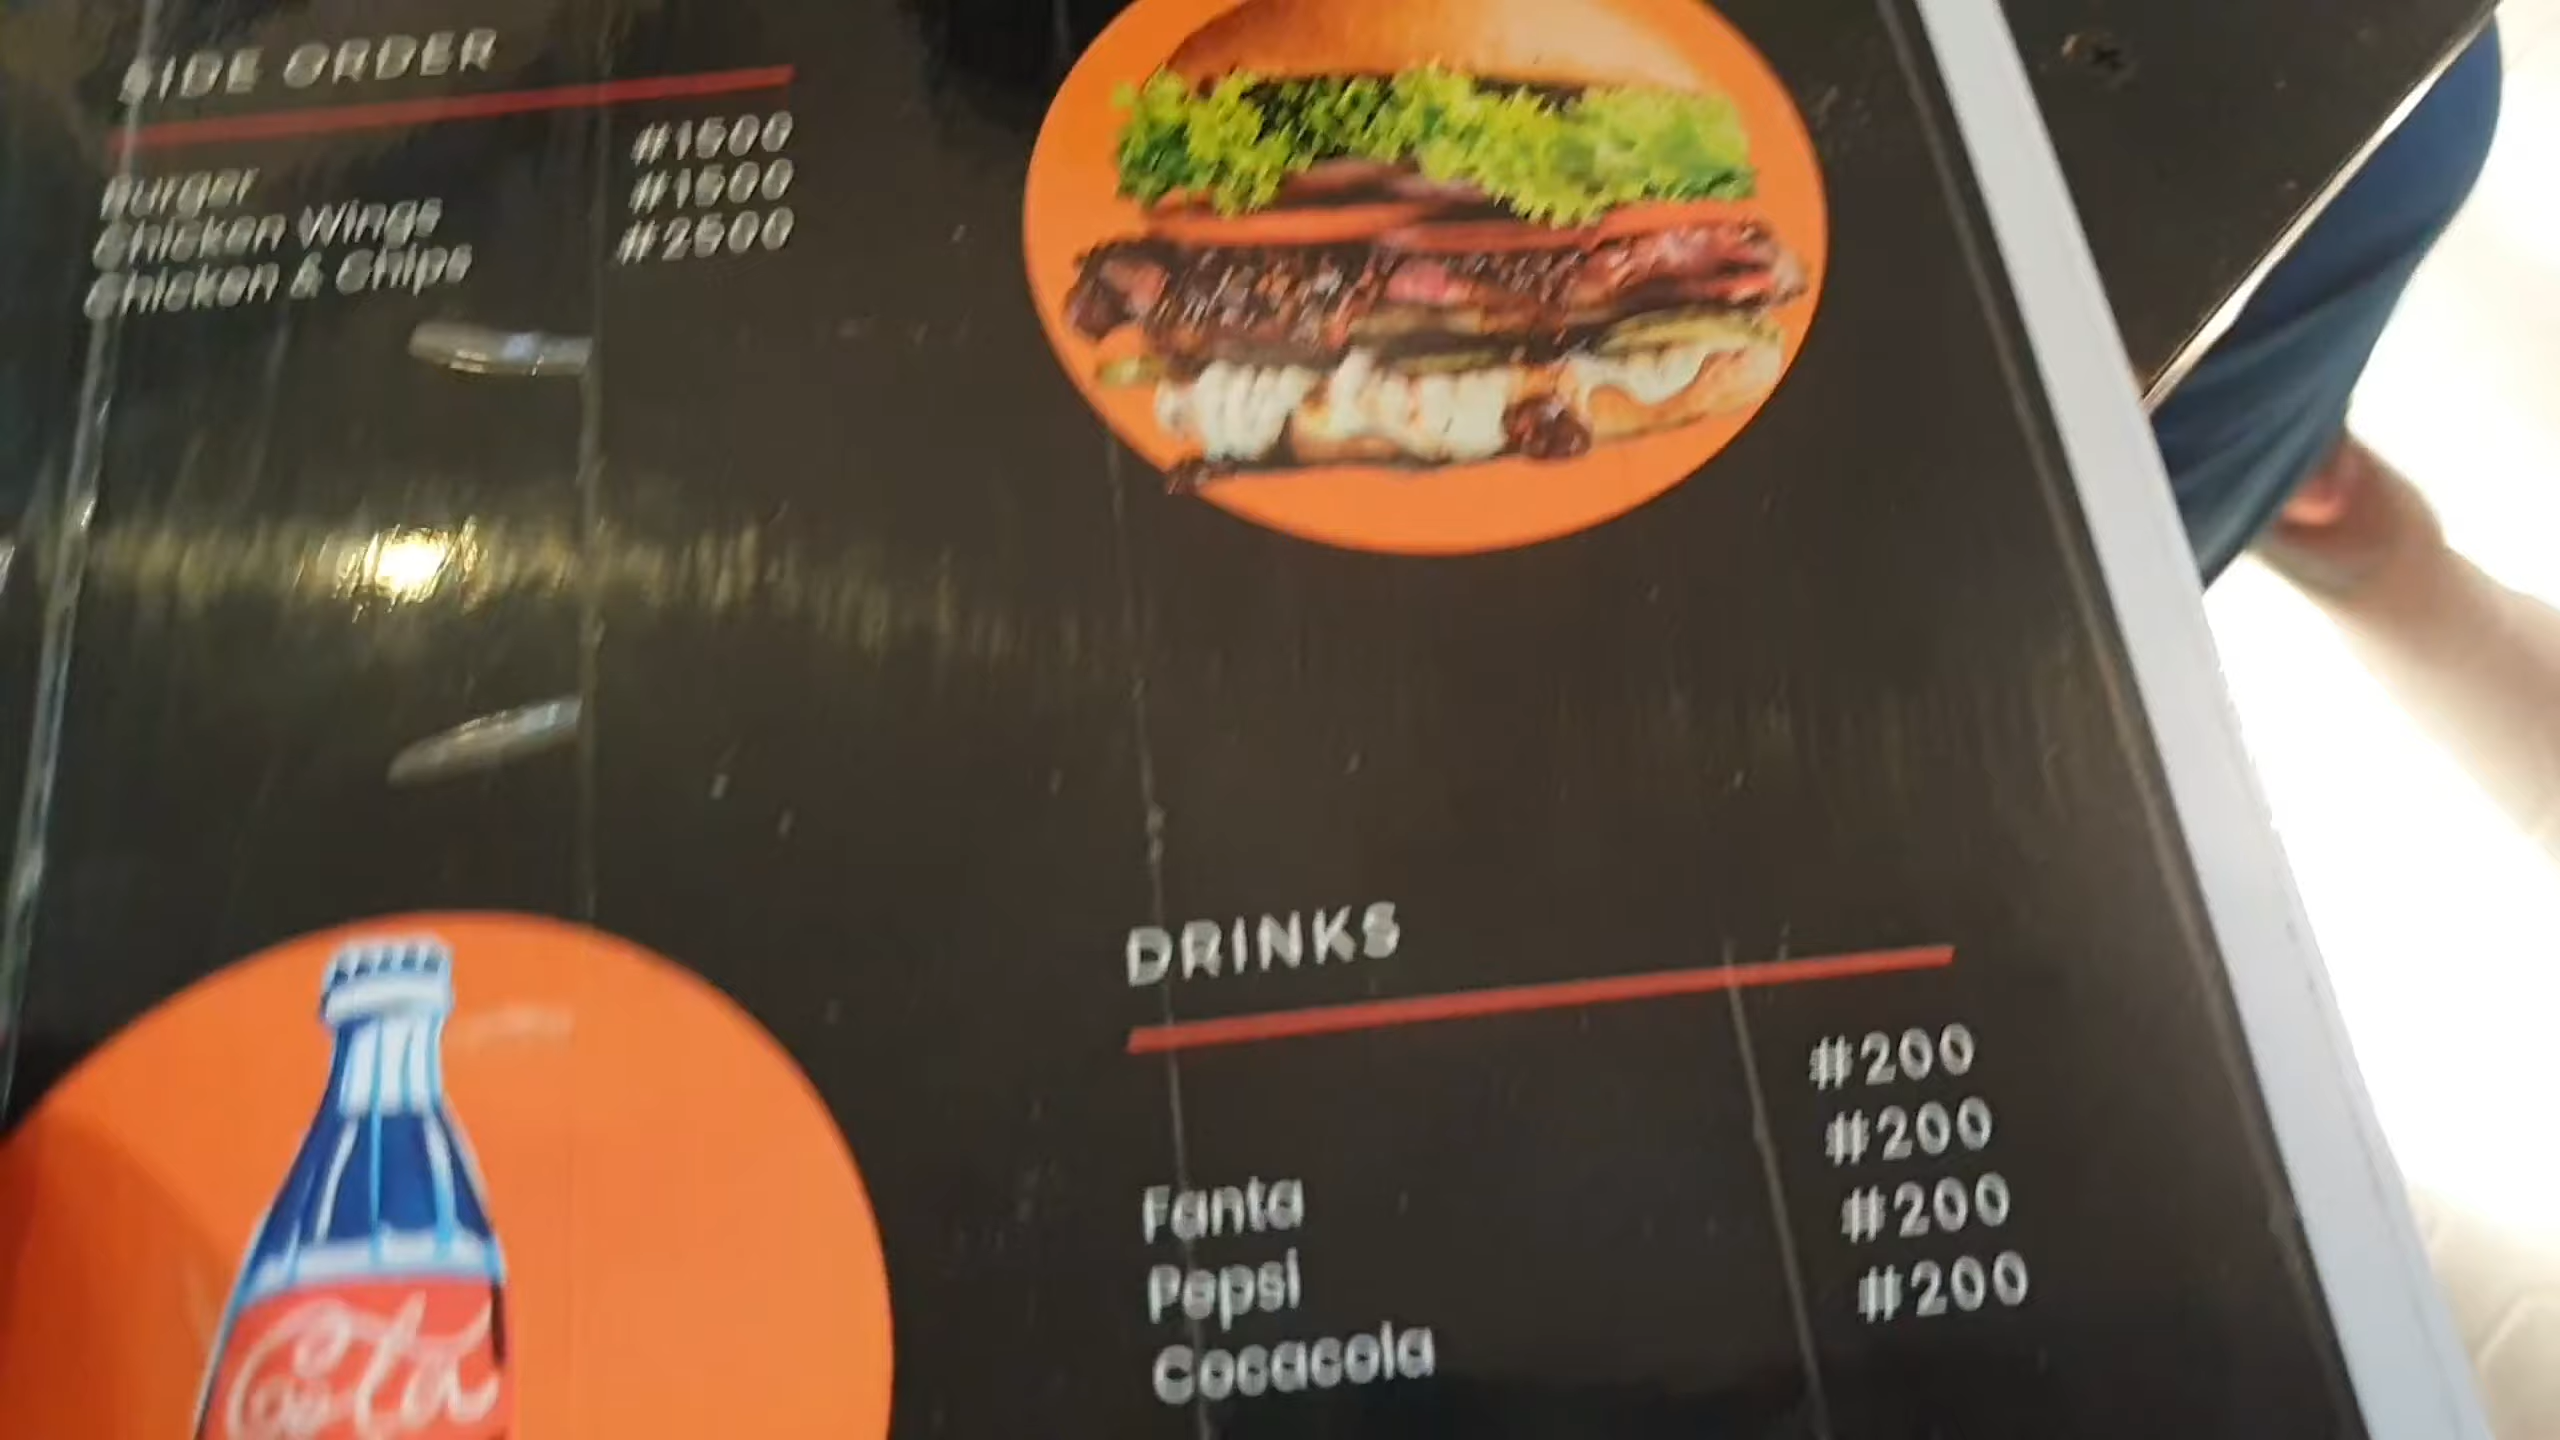 SIDE ORDER
Burger #1500
Chicken Wings #1500
Chicken & Chips #2500
DRINKS
#200
#200
Fanta #200
Pepsi #200
Cocacola